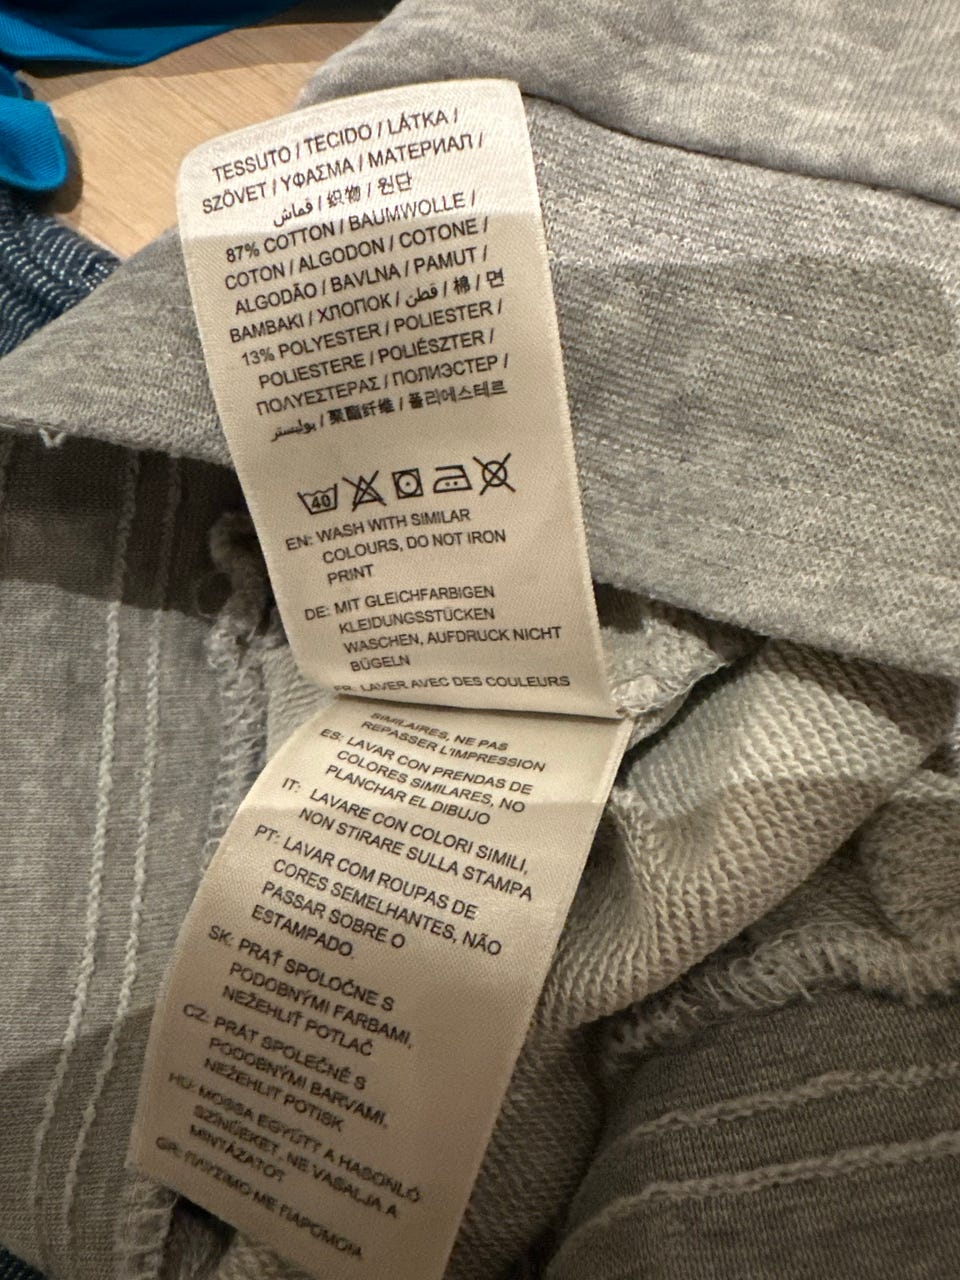 TESSUTO / TECIDO / LÁTKA /
SZÖVET / ΥΦΑΣΜΑ / МАТЕРИАЛ /
قماش / 织物 / 원단
87% COTTON / BAUMWOLLE /
COTON / ALGODON / COTONE /
ALGODÃO / BAVLNA / PAMUT /
BAMBAKI / ХЛОПОК / قطن / 棉 / 면
13% POLYESTER / POLIESTER /
POLIESTERE / POLIÉSZTER /
ΠΟΛΥΕΣΤΕΡΑΣ / ПОЛИЭСТЕР /
بوليستر / 聚酯纤维 / 폴리에스테르
40
EN: WASH WITH SIMILAR
COLOURS, DO NOT IRON
PRINT
DE: MIT GLEICHFARBIGEN
KLEIDUNGSSTÜCKEN
WASCHEN, AUFDRUCK NICHT
BÜGELN
FR: LAVER AVEC DES COULEURS
SIMILAIRES, NE PAS
REPASSER L'IMPRESSION
ES: LAVAR CON PRENDAS DE
COLORES SIMILARES, NO
PLANCHAR EL DIBUJO
IT: LAVARE CON COLORI SIMILI,
NON STIRARE SULLA STAMPA
PT: LAVAR COM ROUPAS DE
CORES SEMELHANTES, NÃO
PASSAR SOBRE O
ESTAMPADO.
SK: PRAŤ SPOLOČNE S
PODOBNÝMI FARBAMI,
NEŽEHLIŤ POTLAČ
CZ: PRÁT SPOLEČNĚ S
PODOBNÝMI BARVAMI,
NEŽEHLIT POTISK
HU: MOSSA EGYÜTT A HASONLÓ
SZÍNŰEKET, NE VASALJA A
MINTÁZATOT
GR: ΠΛΥΣΙΜΟ ΜΕ ΠΑΡΟΜΟΙΑ